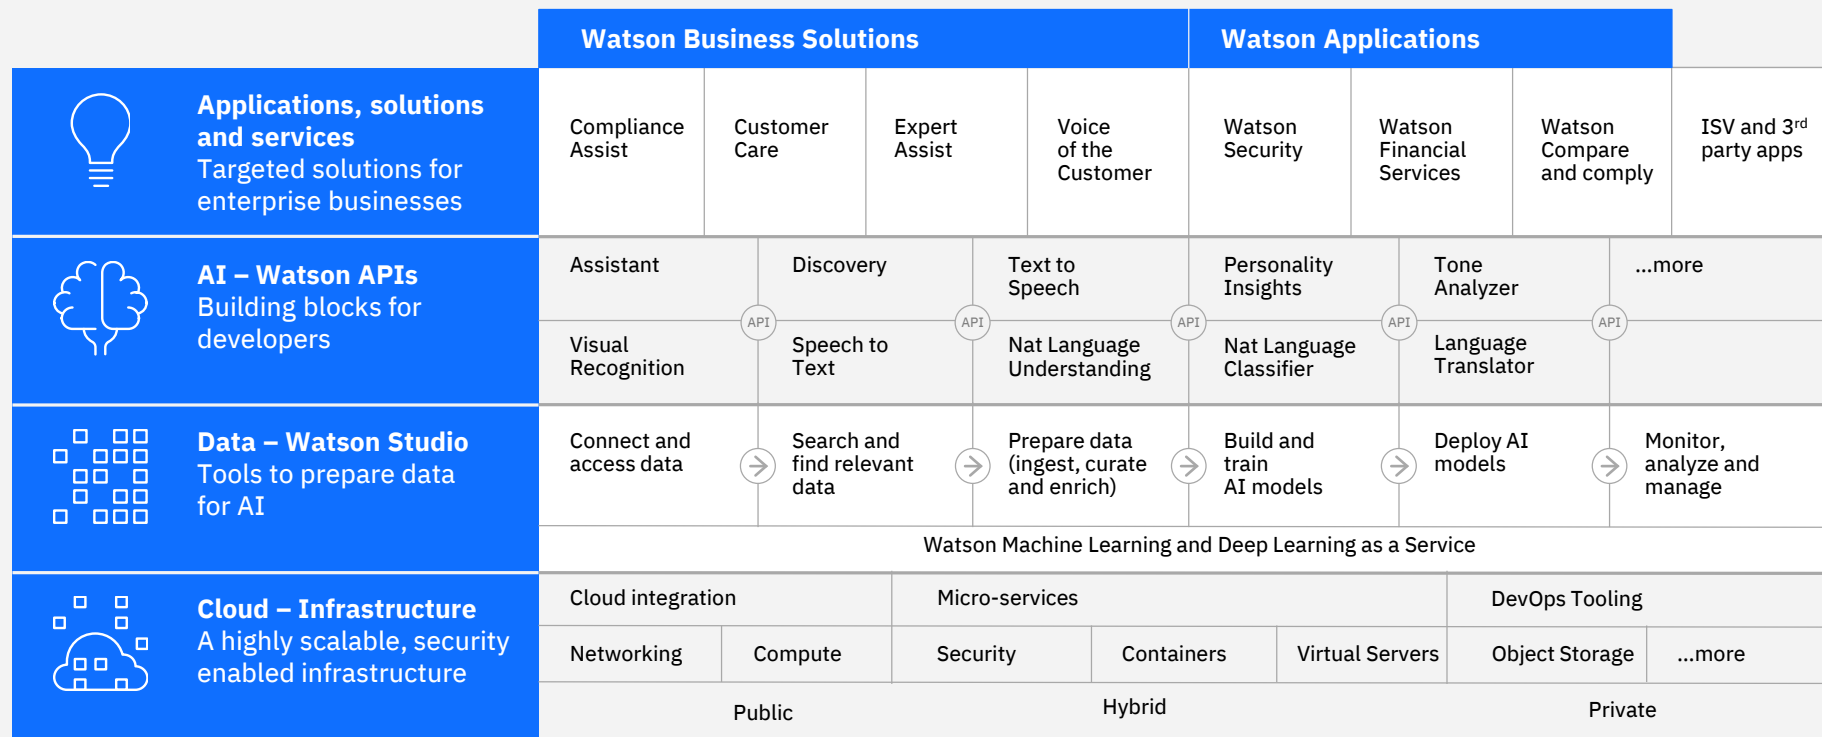 Watson Business Solutions
Watson Applications
Applications, solutions
and services
Targeted solutions for
enterprise businesses
Compliance
Assist
Customer
Care
Expert
Assist
Voice
of the
Customer
Watson
Security
Watson
Financial
Services
Watson
Compare
and comply
ISV and 3rd
party apps
AI – Watson APIs
Building blocks for
developers
Assistant
Discovery
Text to
Speech
Personality
Insights
Tone
Analyzer
...more
API
API
API
API
API
Visual
Recognition
Speech to
Text
Nat Language
Understanding
Nat Language
Classifier
Language
Translator
Data – Watson Studio
Tools to prepare data
for AI
Connect and
access data
Search and
find relevant
data
Prepare data
(ingest, curate
and enrich)
Build and
train
AI models
Deploy AI
models
Monitor,
analyze and
manage
Watson Machine Learning and Deep Learning as a Service
Cloud – Infrastructure
A highly scalable, security
enabled infrastructure
Cloud integration
Micro-services
DevOps Tooling
Networking
Compute
Security
Containers
Virtual Servers
Object Storage
...more
Public
Hybrid
Private